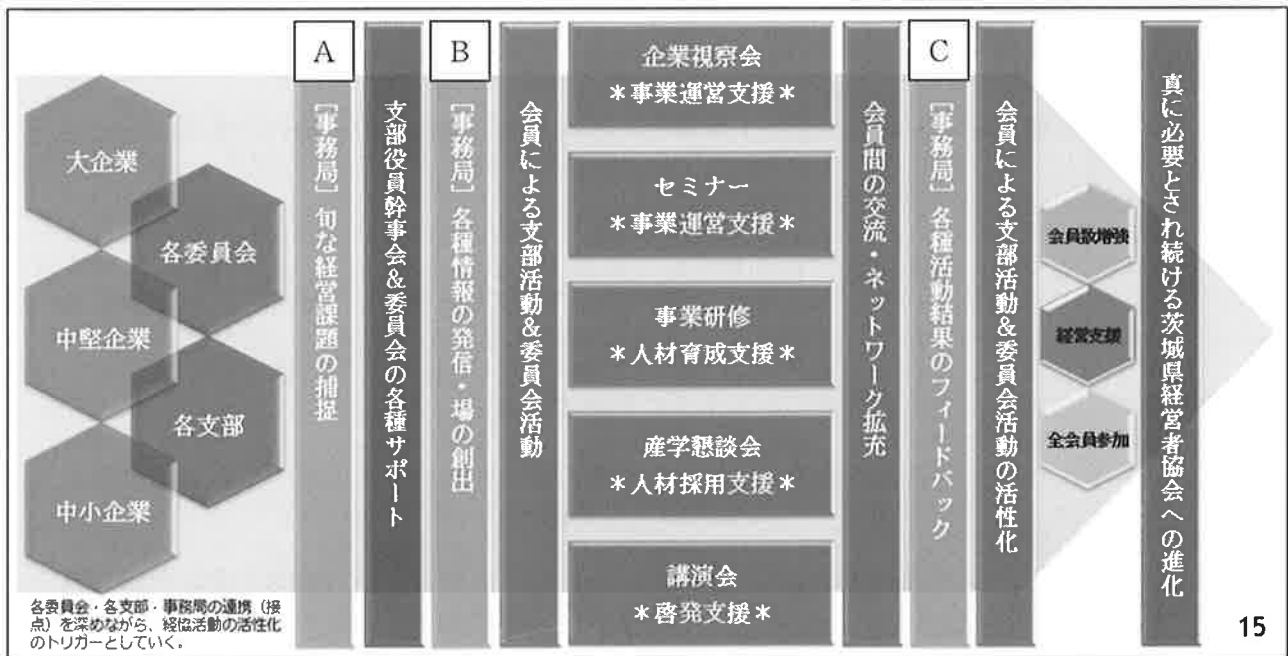 大企業
中堅企業
中小企業
各委員会
各支部
各委員会・各支部・事務局の連携（接
点）を深めながら、経協活動の活性化
のトリガーとしていく。
A
［事務局］旬な経営課題の捕捉
支部役員幹事会&委員会の各種サポート
B
［事務局］各種情報の発信・場の創出
会員による支部活動&委員会活動
企業視察会
＊事業運営支援＊
セミナー
＊事業運営支援＊
事業研修
＊人材育成支援＊
産学懇談会
＊人材採用支援＊
講演会
＊啓発支援＊
会員間の交流・ネットワーク拡充
C
［事務局］各種活動結果のフィードバック
会員による支部活動&委員会活動の活性化
会員数増強
経営支援
全会員参加
真に必要とされ続ける茨城県経営者協会への進化
15